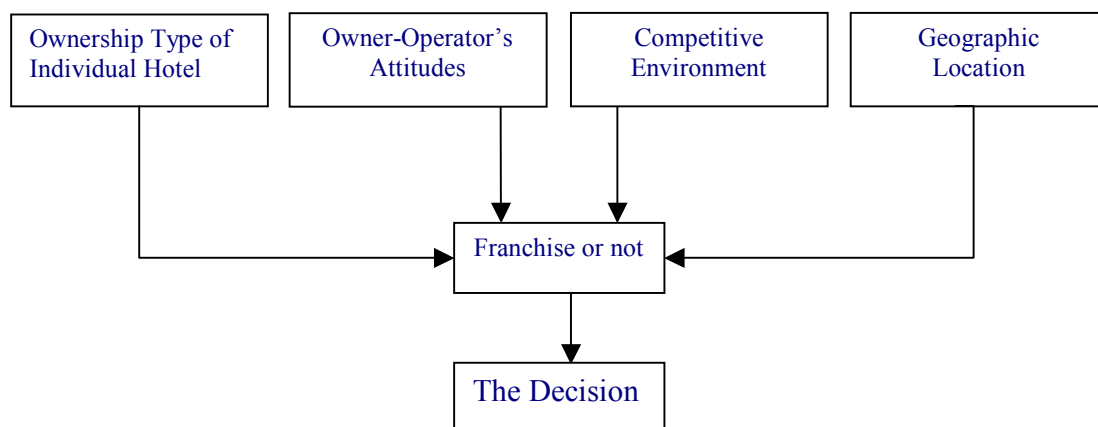 Ownership Type of
Individual Hotel
Owner-Operator’s
Attitudes
Competitive
Environment
Geographic
Location
Franchise or not
The Decision